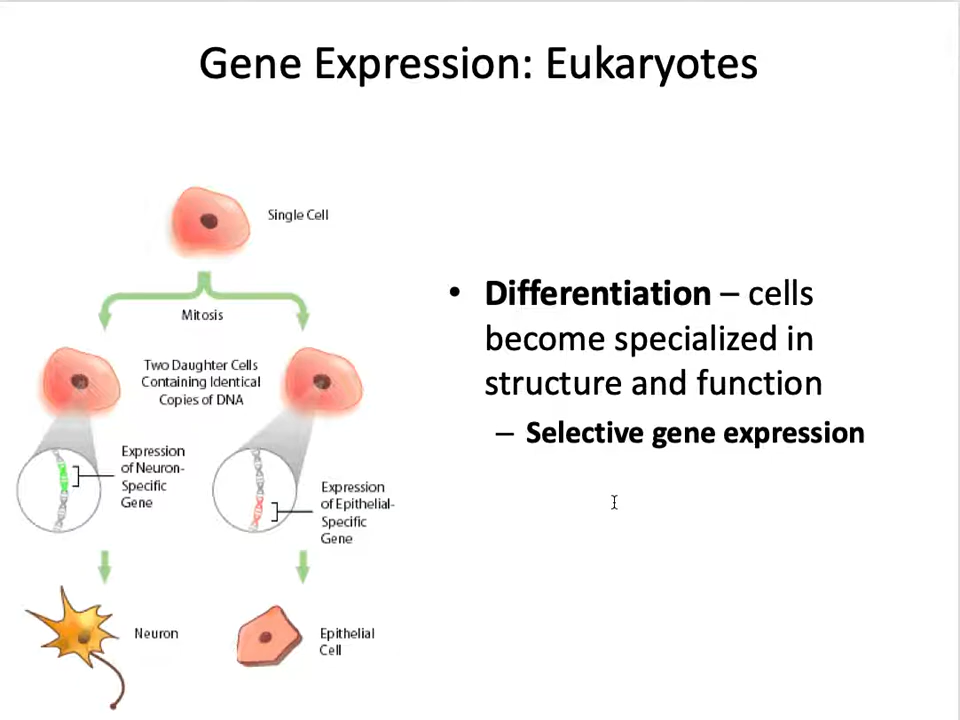 Gene Expression: Eukaryotes
Single Cell
Mitosis
Two Daughter Cells
Containing Identical
Copies of DNA
Expression
of Neuron-
Specific
Gene
Expression
of Epithelial-
Specific
Gene
Neuron
Epithelial
Cell
• Differentiation – cells
become specialized in
structure and function
– Selective gene expression